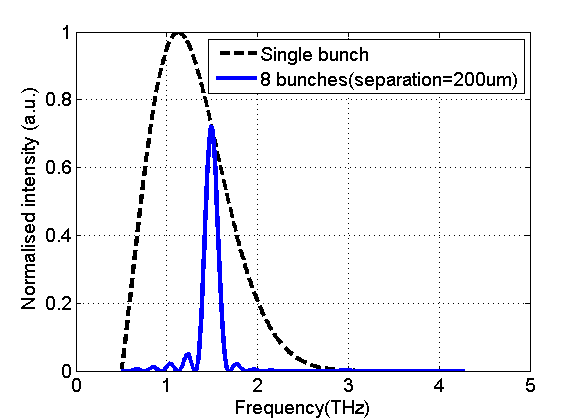 Single bunch
8 bunches(separation=200um)
Normalised intensity (a.u.)
1
0.8
0.6
0.4
0.2
0
0 1 2 3 4 5
Frequency(THz)